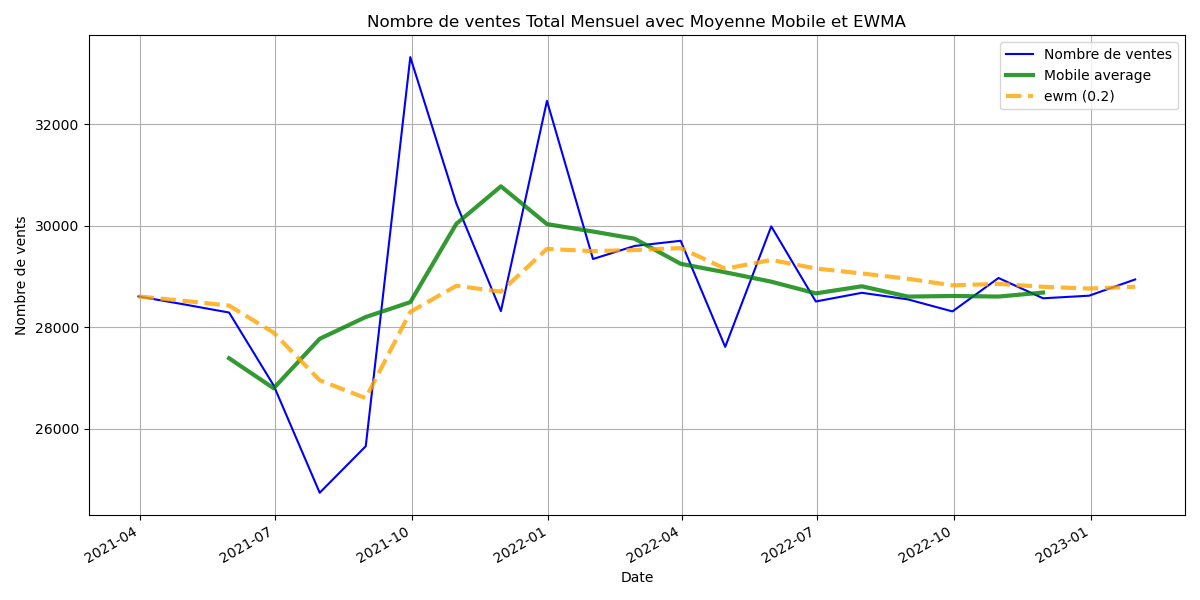 Nombre de ventes Total Mensuel avec Moyenne Mobile et EWMA
Nombre de ventes
Mobile average
ewm (0.2)
32000
30000
28000
26000
Nombre de vents
2021-04
2021-07
2021-10
2022-01
2022-04
2022-07
2022-10
2023-01
Date